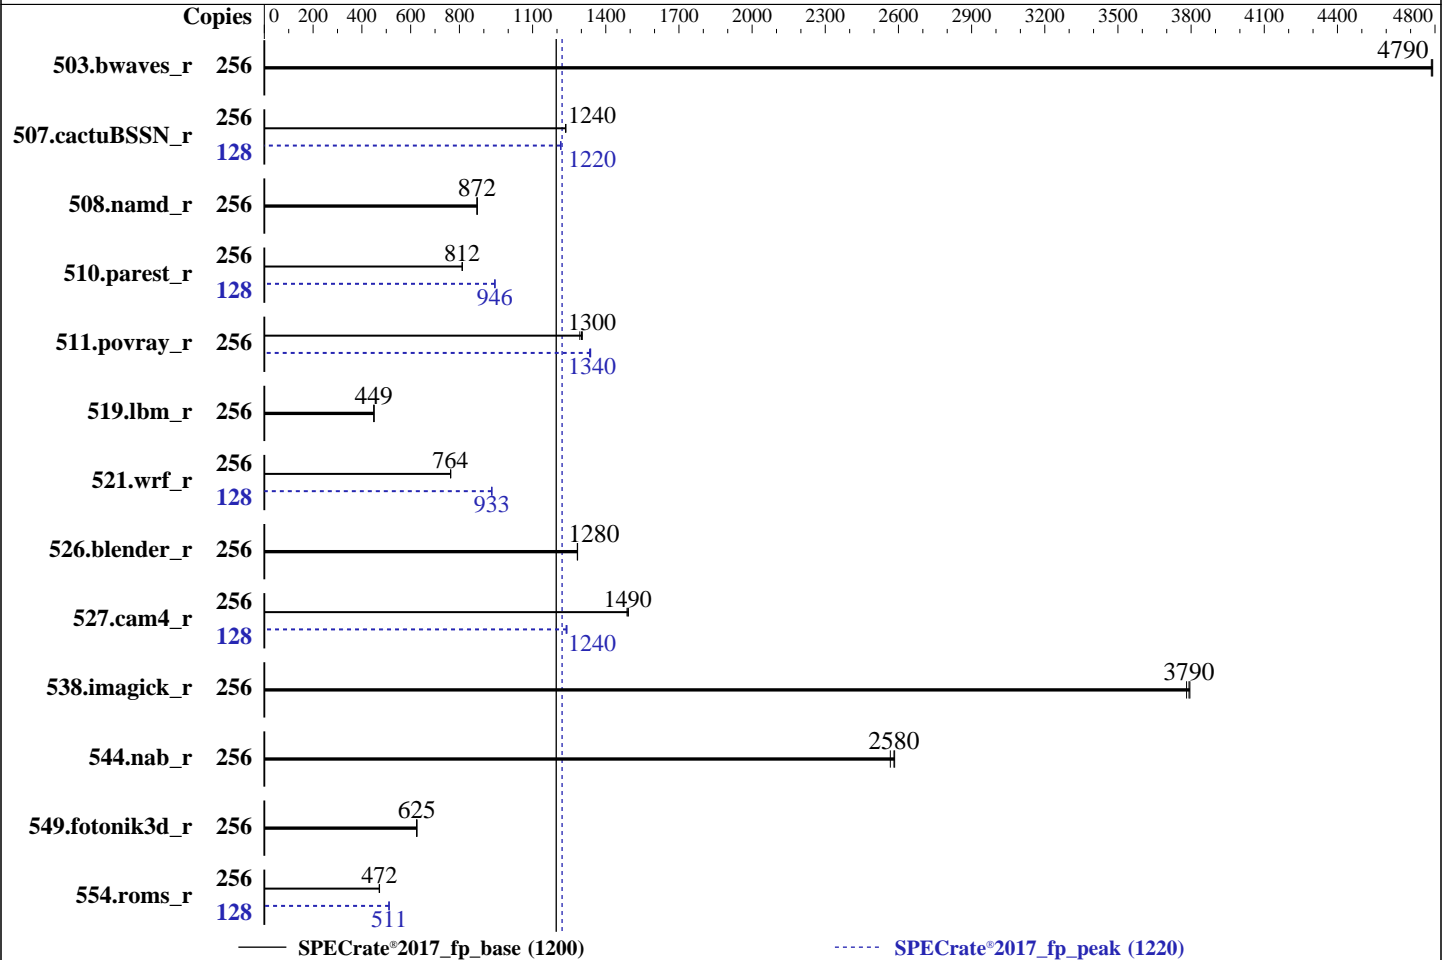 Copies 0 200 400 600 800 1100 1400 1700 2000 2300 2600 2900 3200 3500 3800 4100 4400 4800
503.bwaves_r 256 4790
507.cactuBSSN_r 256 1240
128 1220
508.namd_r 256 872
510.parest_r 256 812
128 946
511.povray_r 256 1300
1340
519.lbm_r 256 449
521.wrf_r 256 764
128 933
526.blender_r 256 1280
527.cam4_r 256 1490
128 1240
538.imagick_r 256 3790
544.nab_r 256 2580
549.fotonik3d_r 256 625
554.roms_r 256 472
128 511
SPECrate®2017_fp_base (1200) SPECrate®2017_fp_peak (1220)